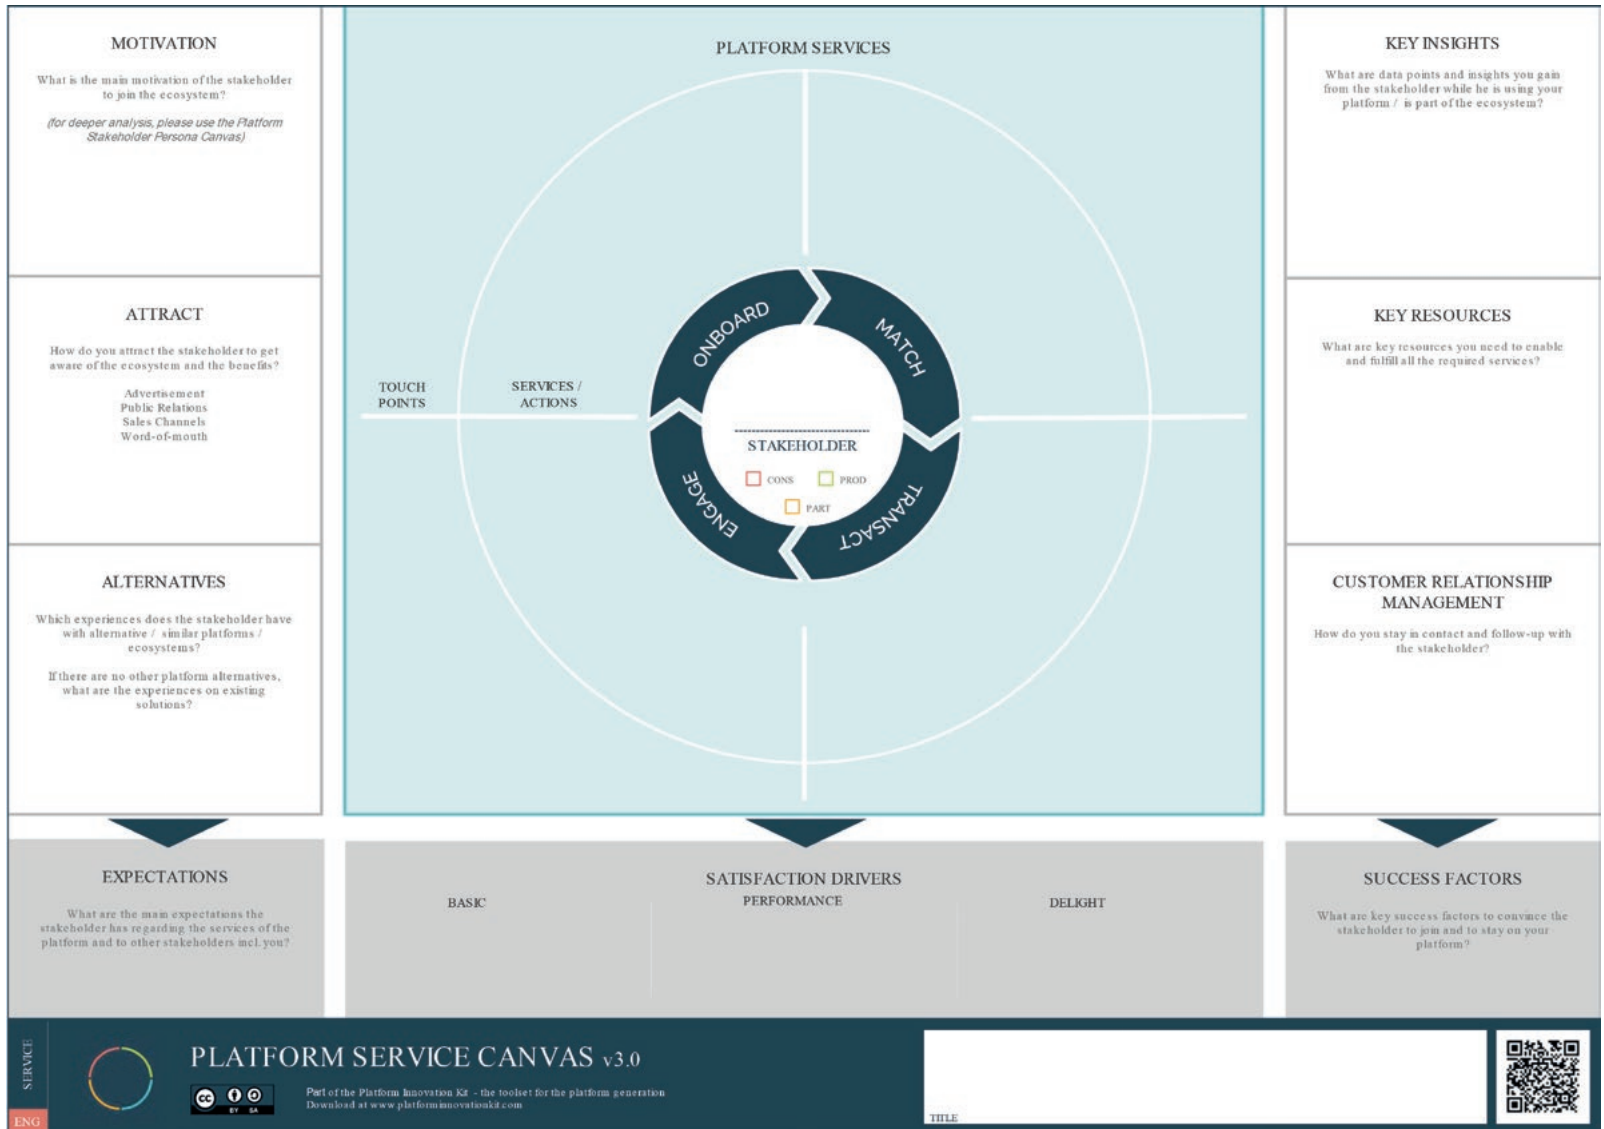 MOTIVATION
What is the main motivation of the stakeholder
to join the ecosystem?
(for deeper analysis, please use the Platform
Stakeholder Persona Canvas)
ATTRACT
How do you attract the stakeholder to get
aware of the ecosystem and the benefits?
Advertisement
Public Relations
Sales Channels
Word-of-mouth
ALTERNATIVES
Which experiences does the stakeholder have
with alternative / similar platforms /
ecosystems?
If there are no other platform alternatives,
what are the experiences on existing
solutions?
PLATFORM SERVICES
TOUCH
POINTS
SERVICES /
ACTIONS
ONBOARD
MATCH
TRANSACT
ENGAGE
STAKEHOLDER
CONS
PROD
PART
KEY INSIGHTS
What are data points and insights you gain
from the stakeholder while he is using your
platform / is part of the ecosystem?
KEY RESOURCES
What are key resources you need to enable
and fulfill all the required services?
CUSTOMER RELATIONSHIP
MANAGEMENT
How do you stay in contact and follow-up with
the stakeholder?
EXPECTATIONS
What are the main expectations the
stakeholder has regarding the services of the
platform and to other stakeholders incl. you?
SATISFACTION DRIVERS
BASIC
PERFORMANCE
DELIGHT
SUCCESS FACTORS
What are key success factors to convince the
stakeholder to join and to stay on your
platform?
SERVICE
ENG
PLATFORM SERVICE CANVAS v3.0
cc
BY SA
Part of the Platform Innovation Kit - the toolset for the platform generation
Download at www.platforminnovationkit.com
TITLE